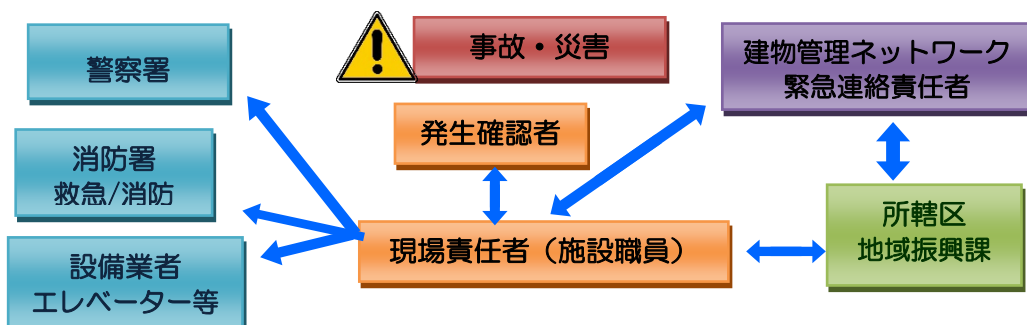 警察署
事故・災害
建物管理ネットワーク
緊急連絡責任者
発生確認者
消防署
救急/消防
所轄区
地域振興課
現場責任者（施設職員）
設備業者
エレベーター等